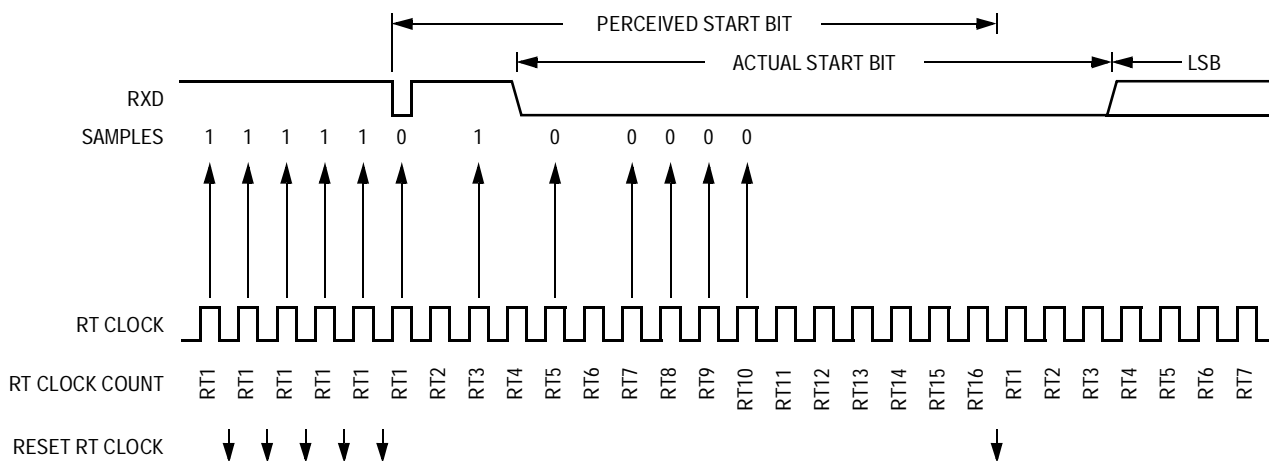 PERCEIVED START BIT
ACTUAL START BIT LSB
RXD
SAMPLES 1 1 1 1 1 0 1 0 0 0 0 0
RT CLOCK
RT CLOCK COUNT RT1 RT1 RT1 RT1 RT1 RT1 RT2 RT3 RT4 RT5 RT6 RT7 RT8 RT9 RT10 RT11 RT12 RT13 RT14 RT15 RT16 RT1 RT2 RT3 RT4 RT5 RT6 RT7
RESET RT CLOCK